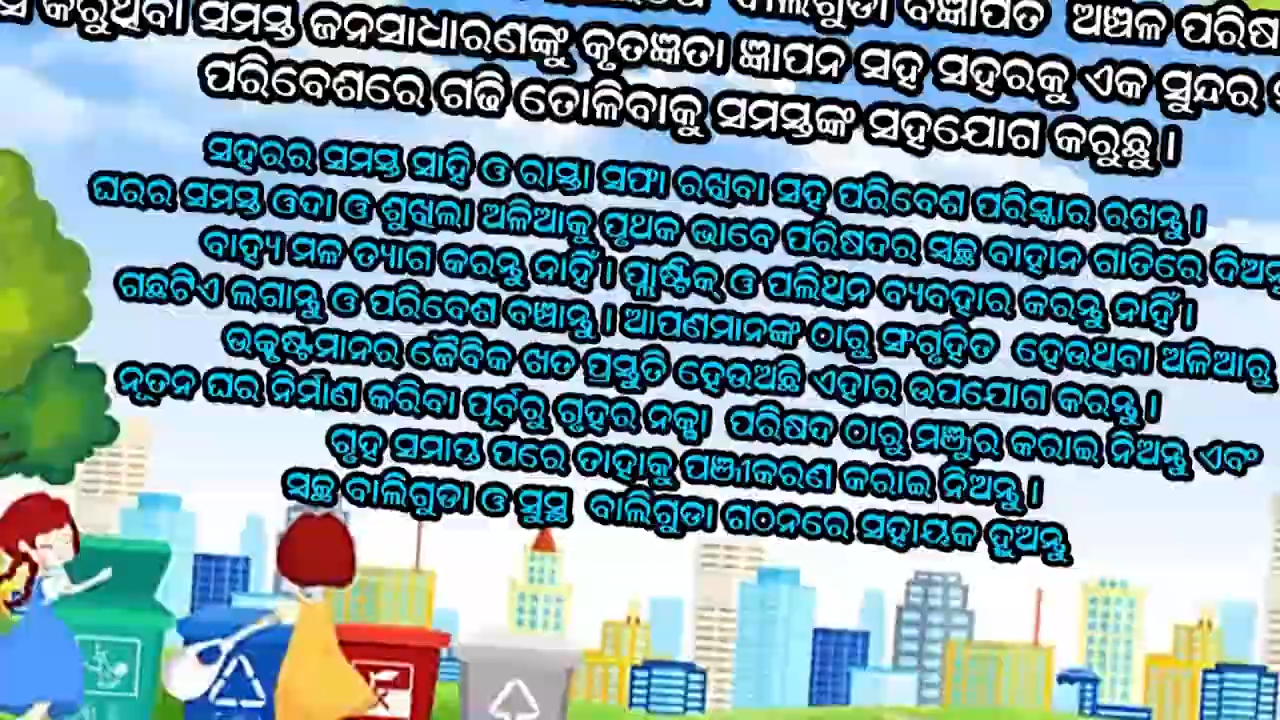 ବାଲିଗୁଡା ବିଜ୍ଞାପିତ ଅଞ୍ଚଳ
କରୁଥିବା ସମସ୍ତ ଜନସାଧାରଣଙ୍କୁ କୃତଜ୍ଞତା ଜ୍ଞାପନ ସହ ସହରକୁ ଏକ ସୁନ୍ଦର
ପରିବେଶରେ ଗଢି ତୋଳିବାକୁ ସମସ୍ତଙ୍କ ସହଯୋଗ କରୁଛୁ ।
ସହରର ସମସ୍ତ ସାହି ଓ ରାସ୍ତା ସଫା ରଖିବା ସହ ପରିବେଶ ପରିସ୍କାର ରଖନ୍ତୁ ।
ଘରର ସମସ୍ତ ଓଦା ଓ ଶୁଖିଲା ଅଳିଆକୁ ପୃଥକ ଭାବେ ପରିଷଦର ସ୍ବଚ୍ଛ ବାହାନ ଗାଡିରେ ଦିଅନ୍ତୁ
ବାହ୍ୟ ମଳ ତ୍ୟାଗ କରନ୍ତୁ ନାହିଁ । ପ୍ଲାଷ୍ଟିକ୍ ଓ ପଲିଥିନ ବ୍ୟବହାର କରନ୍ତୁ ନାହିଁ ।
ଗଛଟିଏ ଲଗାନ୍ତୁ ଓ ପରିବେଶ ବଞ୍ଚାନ୍ତୁ । ଆପଣମାନଙ୍କ ଠାରୁ ସଂଗୃହିତ ହେଉଥିବା ଅଳିଆରୁ
ଉତ୍କୃଷ୍ଟମାନର ଜୈବିକ ଖତ ପ୍ରସ୍ତୁତି ହେଉଅଛି ଏହାର ଉପଯୋଗ କରନ୍ତୁ ।
ନୂତନ ଘର ନିର୍ମାଣ କରିବା ପୂର୍ବରୁ ଗୃହର ନକ୍ସା ପରିଷଦ ଠାରୁ ମଞ୍ଜୁର କରାଇ ନିଅନ୍ତୁ ଏବଂ
ଗୃହ ସମାପ୍ତ ପରେ ତାହାକୁ ପଞ୍ଜୀକରଣ କରାଇ ନିଅନ୍ତୁ ।
ସ୍ବଚ୍ଛ ବାଲିଗୁଡା ଓ ସୁସ୍ଥ ବାଲିଗୁଡା ଗଠନରେ ସହାୟକ ହୁଅନ୍ତୁ